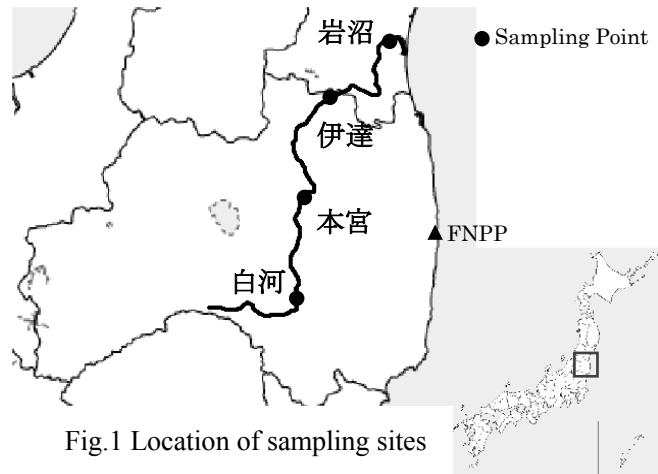 岩沼
Sampling Point
伊達
本宮
FNPP
白河
Fig.1 Location of sampling sites